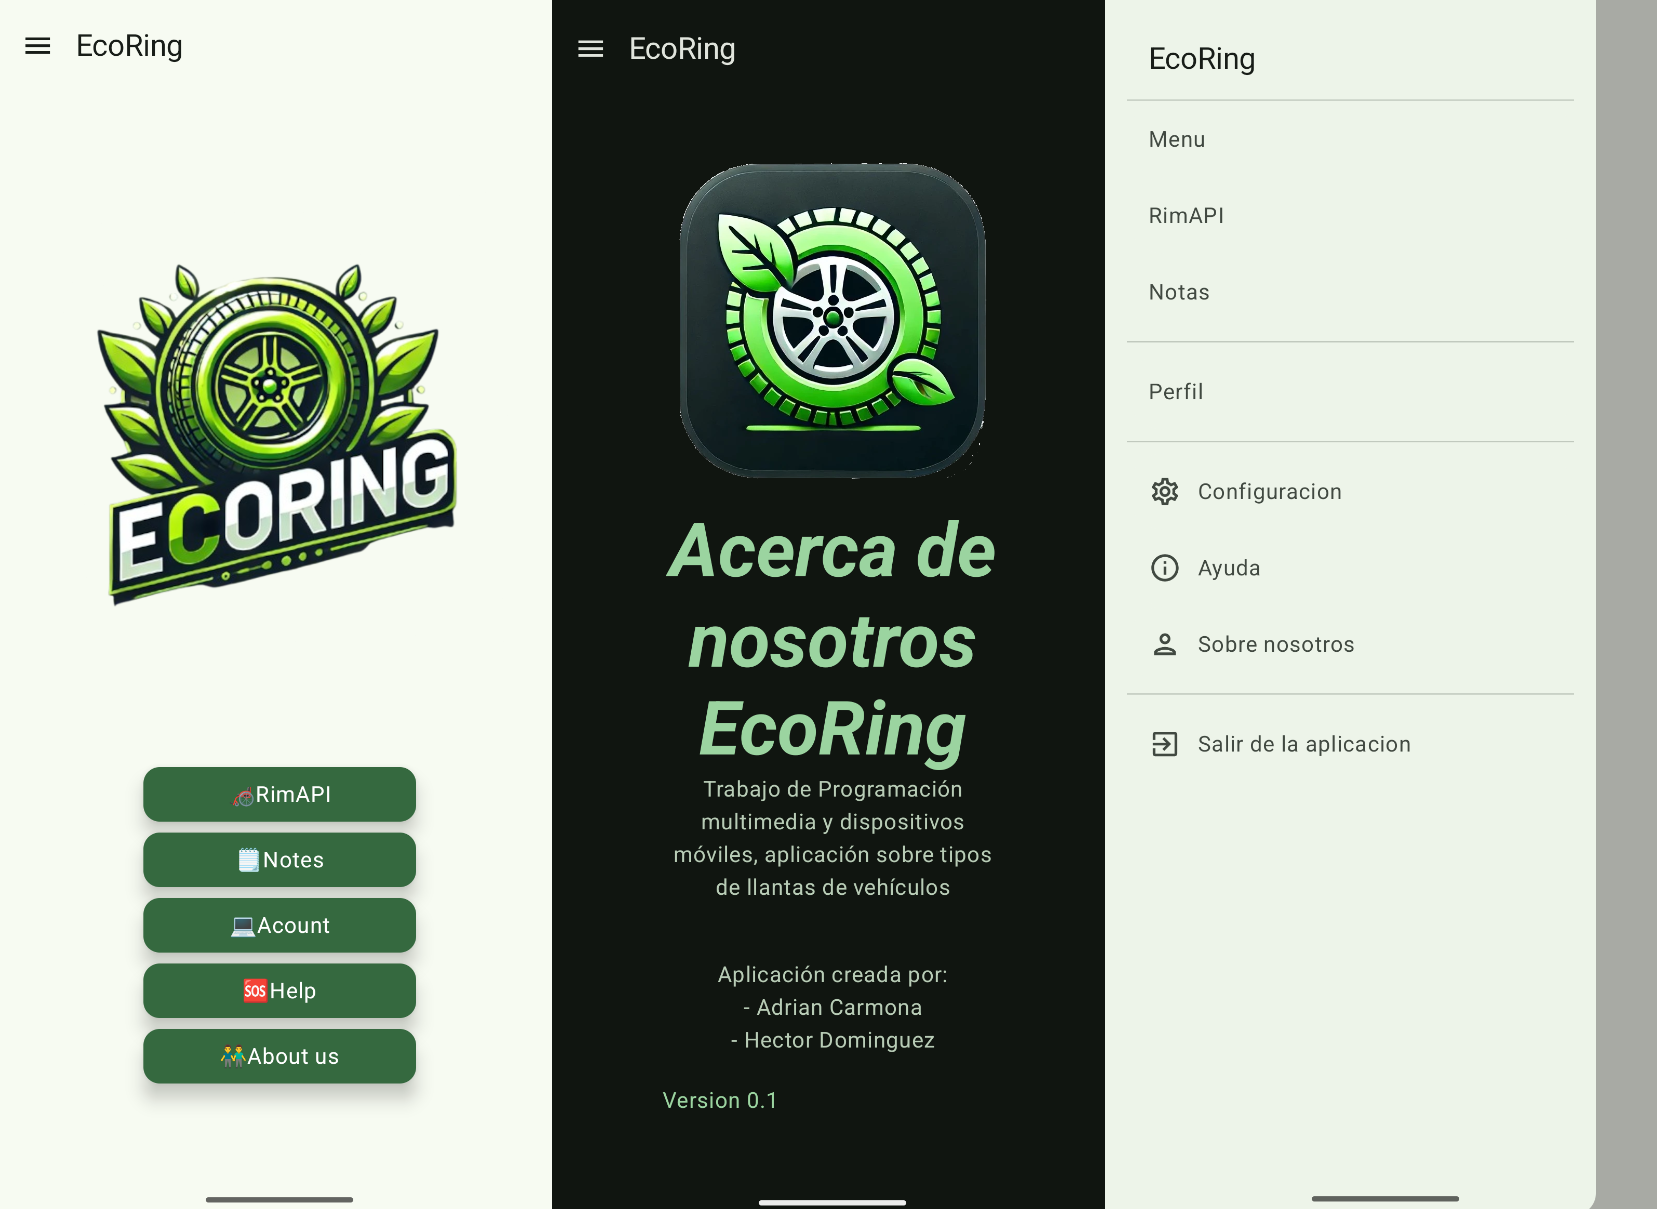 EcoRing
ECORING
RimAPI
🗒️Notes
💻Acount
🆘Help
👬About us
EcoRing
Acerca de
nosotros
EcoRing
Trabajo de Programación
multimedia y dispositivos
móviles, aplicación sobre tipos
de llantas de vehículos
Aplicación creada por:
- Adrian Carmona
- Hector Dominguez
Version 0.1
EcoRing
Menu
RimAPI
Notas
Perfil
Configuracion
Ayuda
Sobre nosotros
Salir de la aplicacion